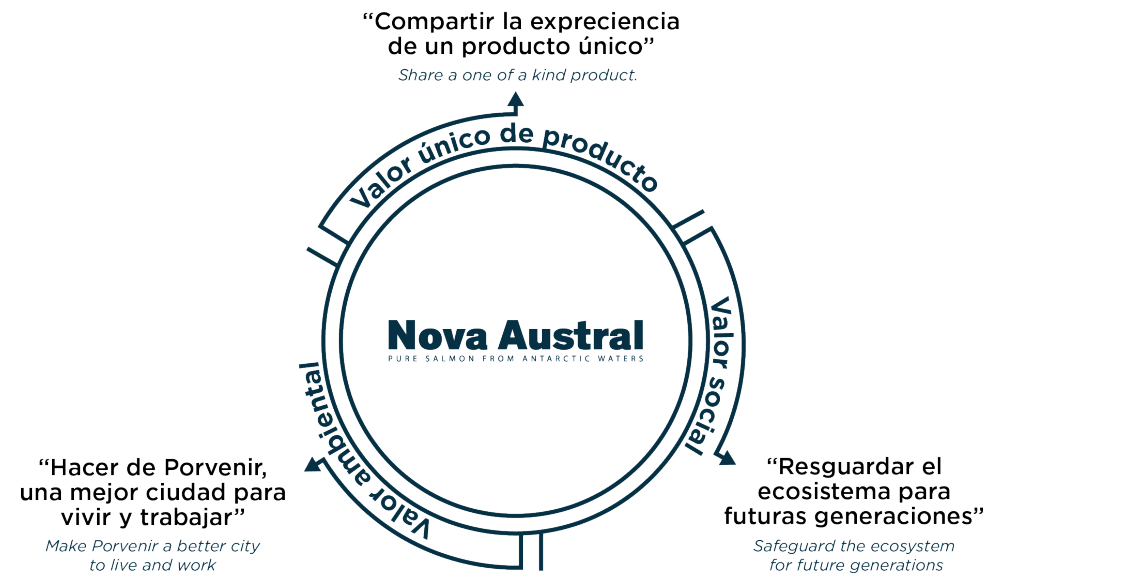 “Compartir la expreciencia
de un producto único”
Share a one of a kind product.
Valor único de producto
Valor social
Nova Austral
PURE SALMON FROM ANTARCTIC WATERS
Valor ambiental
“Hacer de Porvenir,
una mejor ciudad para
vivir y trabajar”
Make Porvenir a better city
to live and work
“Resguardar el
ecosistema para
futuras generaciones”
Safeguard the ecosystem
for future generations